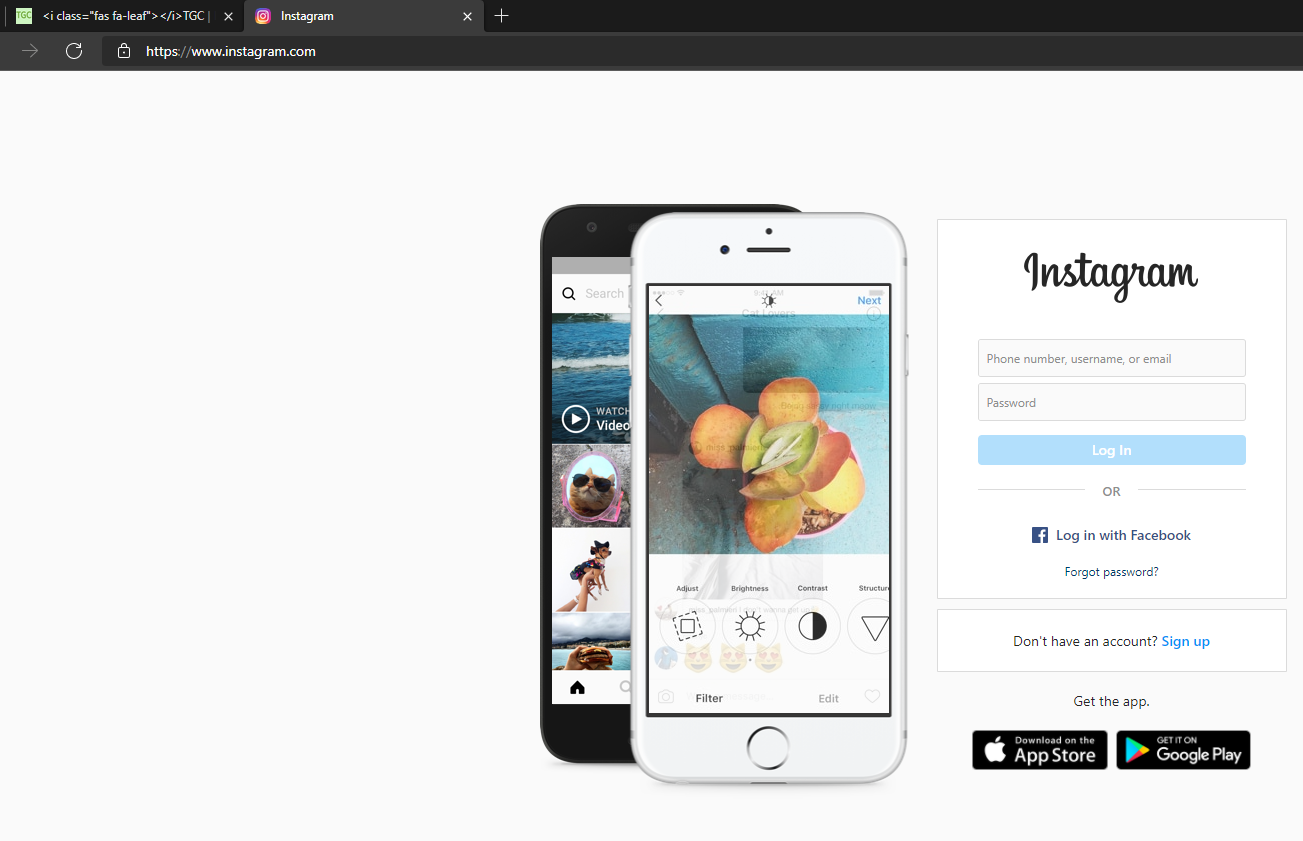 TGC
<i class="fas fa-leaf"></i>TGC |
Instagram
https://www.instagram.com
Search
WATCH
Video
9:41 AM
Next
Cat Lovers
Adjust Brightness Contrast Structure
Filter
Edit
Instagram
Phone number, username, or email
Password
Log In
OR
Log in with Facebook
Forgot password?
Don't have an account? Sign up
Get the app.
Download on the
App Store
GET IT ON
Google Play